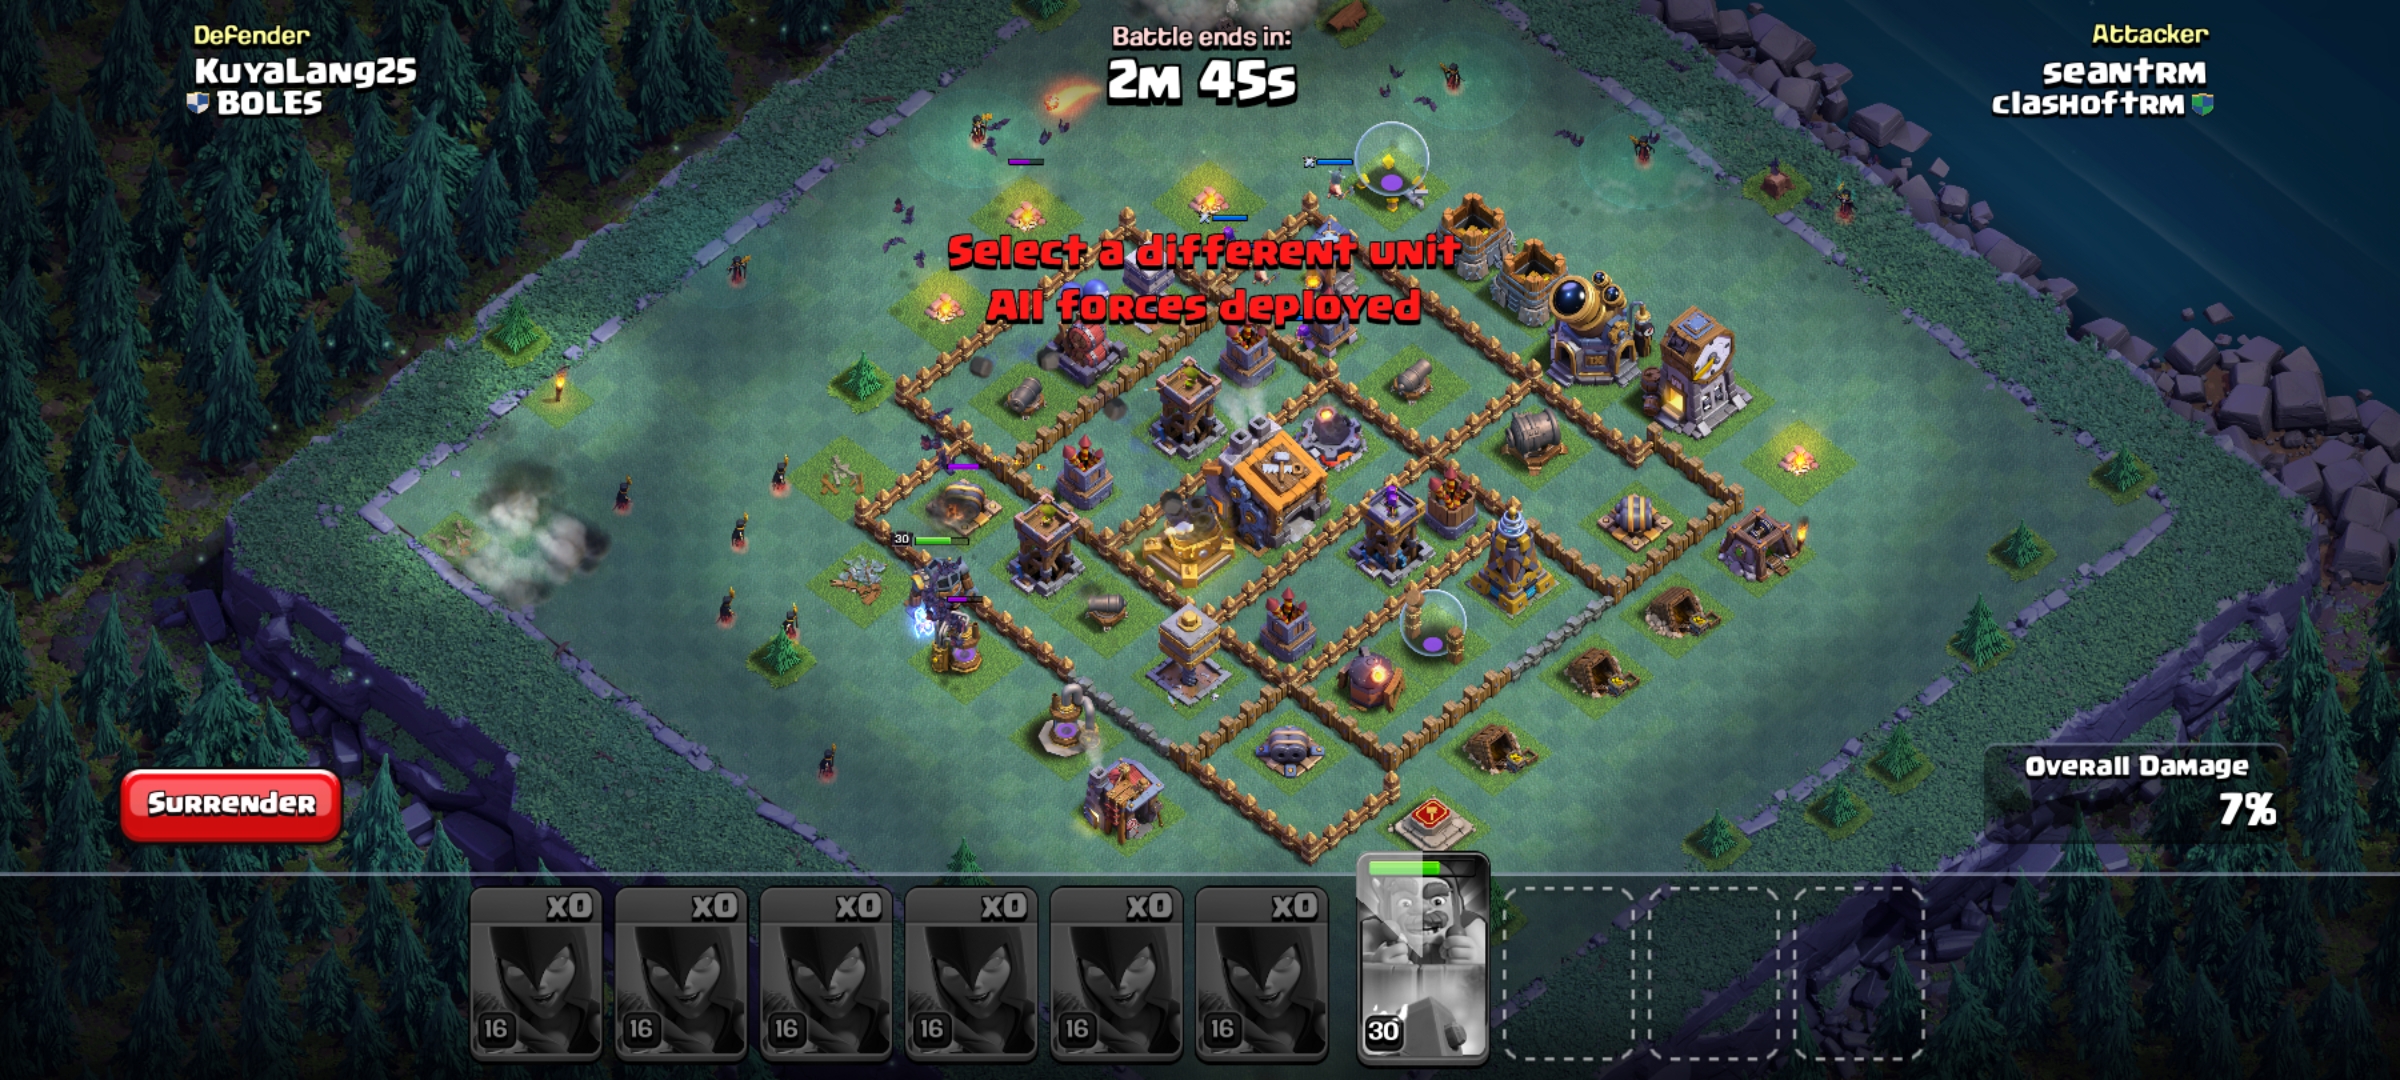 Defender
KuyaLang25
BOLES
Battle ends in:
2m 45s
Attacker
seantrm
clashoftrm
Select a different unit
All forces deployed
30
Overall Damage
7%
Surrender
x0
x0
x0
x0
x0
x0
16
16
16
16
16
16
30